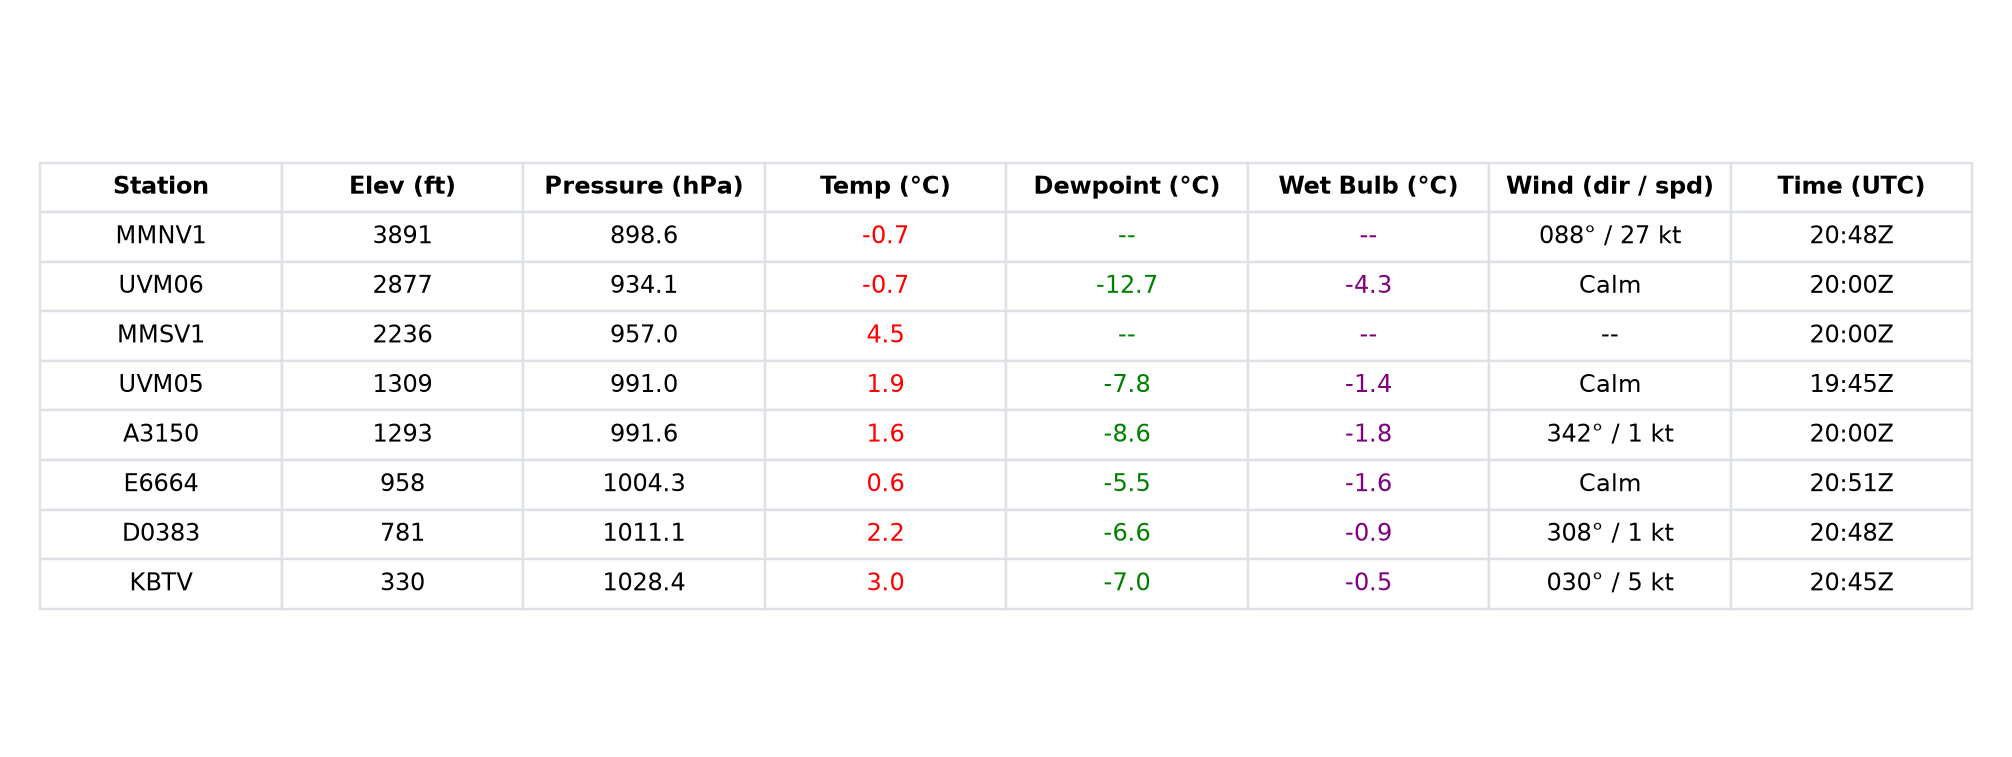 Station Elev (ft) Pressure (hPa) Temp (°C) Dewpoint (°C) Wet Bulb (°C) Wind (dir / spd) Time (UTC)
MMNV1 3891 898.6 -0.7 -- -- 088° / 27 kt 20:48Z
UVM06 2877 934.1 -0.7 -12.7 -4.3 Calm 20:00Z
MMSV1 2236 957.0 4.5 -- -- -- 20:00Z
UVM05 1309 991.0 1.9 -7.8 -1.4 Calm 19:45Z
A3150 1293 991.6 1.6 -8.6 -1.8 342° / 1 kt 20:00Z
E6664 958 1004.3 0.6 -5.5 -1.6 Calm 20:51Z
D0383 781 1011.1 2.2 -6.6 -0.9 308° / 1 kt 20:48Z
KBTV 330 1028.4 3.0 -7.0 -0.5 030° / 5 kt 20:45Z